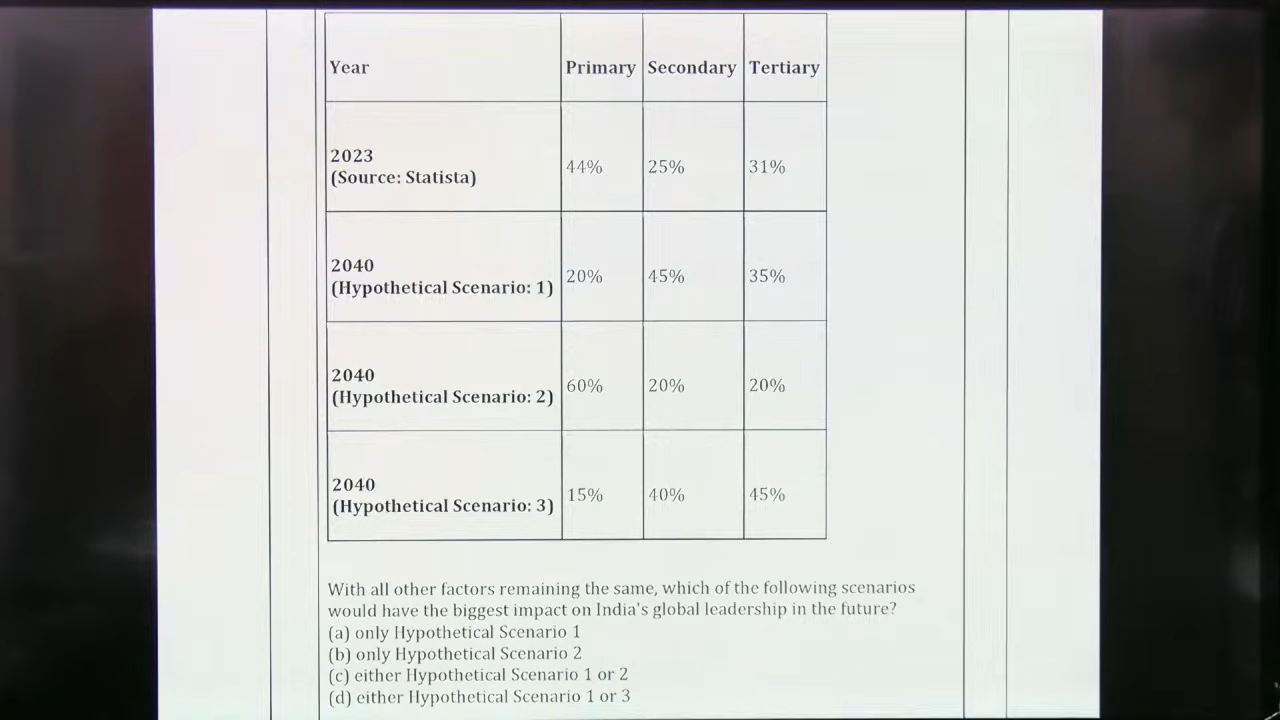 Year Primary Secondary Tertiary
2023
(Source: Statista) 44% 25% 31%
2040
(Hypothetical Scenario: 1) 20% 45% 35%
2040
(Hypothetical Scenario: 2) 60% 20% 20%
2040
(Hypothetical Scenario: 3) 15% 40% 45%
With all other factors remaining the same, which of the following scenarios
would have the biggest impact on India's global leadership in the future?
(a) only Hypothetical Scenario 1
(b) only Hypothetical Scenario 2
(c) either Hypothetical Scenario 1 or 2
(d) either Hypothetical Scenario 1 or 3